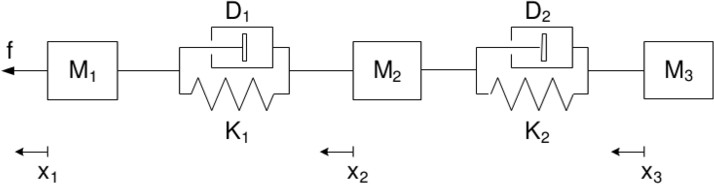 D₁ D₂
f M₁ M₂ M₃
K₁ K₂
x₁ x₂ x₃